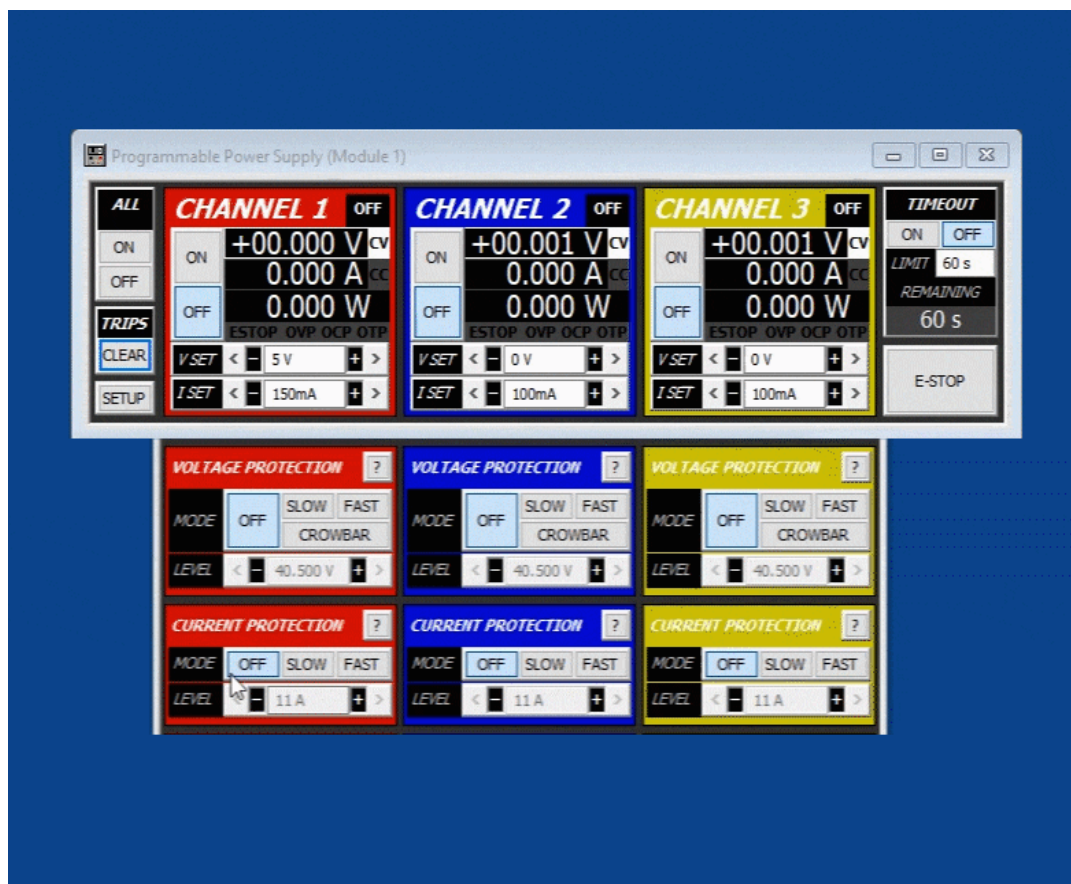 Programmable Power Supply (Module 1)
ALL
ON
OFF
TRIPS
CLEAR
SETUP
CHANNEL 1 OFF
ON
OFF
+00.000 V CV
0.000 A CC
0.000 W
ESTOP OVP OCP OTP
V SET < - 5 V + >
I SET < - 150mA + >
CHANNEL 2 OFF
ON
OFF
+00.001 V CV
0.000 A CC
0.000 W
ESTOP OVP OCP OTP
V SET < - 0 V + >
I SET < - 100mA + >
CHANNEL 3 OFF
ON
OFF
+00.001 V CV
0.000 A CC
0.000 W
ESTOP OVP OCP OTP
V SET < - 0 V + >
I SET < - 100mA + >
TIMEOUT
ON OFF
LIMIT 60 s
REMAINING
60 s
E-STOP
VOLTAGE PROTECTION ?
MODE OFF SLOW FAST
CROWBAR
LEVEL < - 40.500 V + >
VOLTAGE PROTECTION ?
MODE OFF SLOW FAST
CROWBAR
LEVEL < - 40.500 V + >
VOLTAGE PROTECTION ?
MODE OFF SLOW FAST
CROWBAR
LEVEL < - 40.500 V + >
CURRENT PROTECTION ?
MODE OFF SLOW FAST
LEVEL - 11 A + >
CURRENT PROTECTION ?
MODE OFF SLOW FAST
LEVEL < - 11 A + >
CURRENT PROTECTION ?
MODE OFF SLOW FAST
LEVEL < - 11 A + >